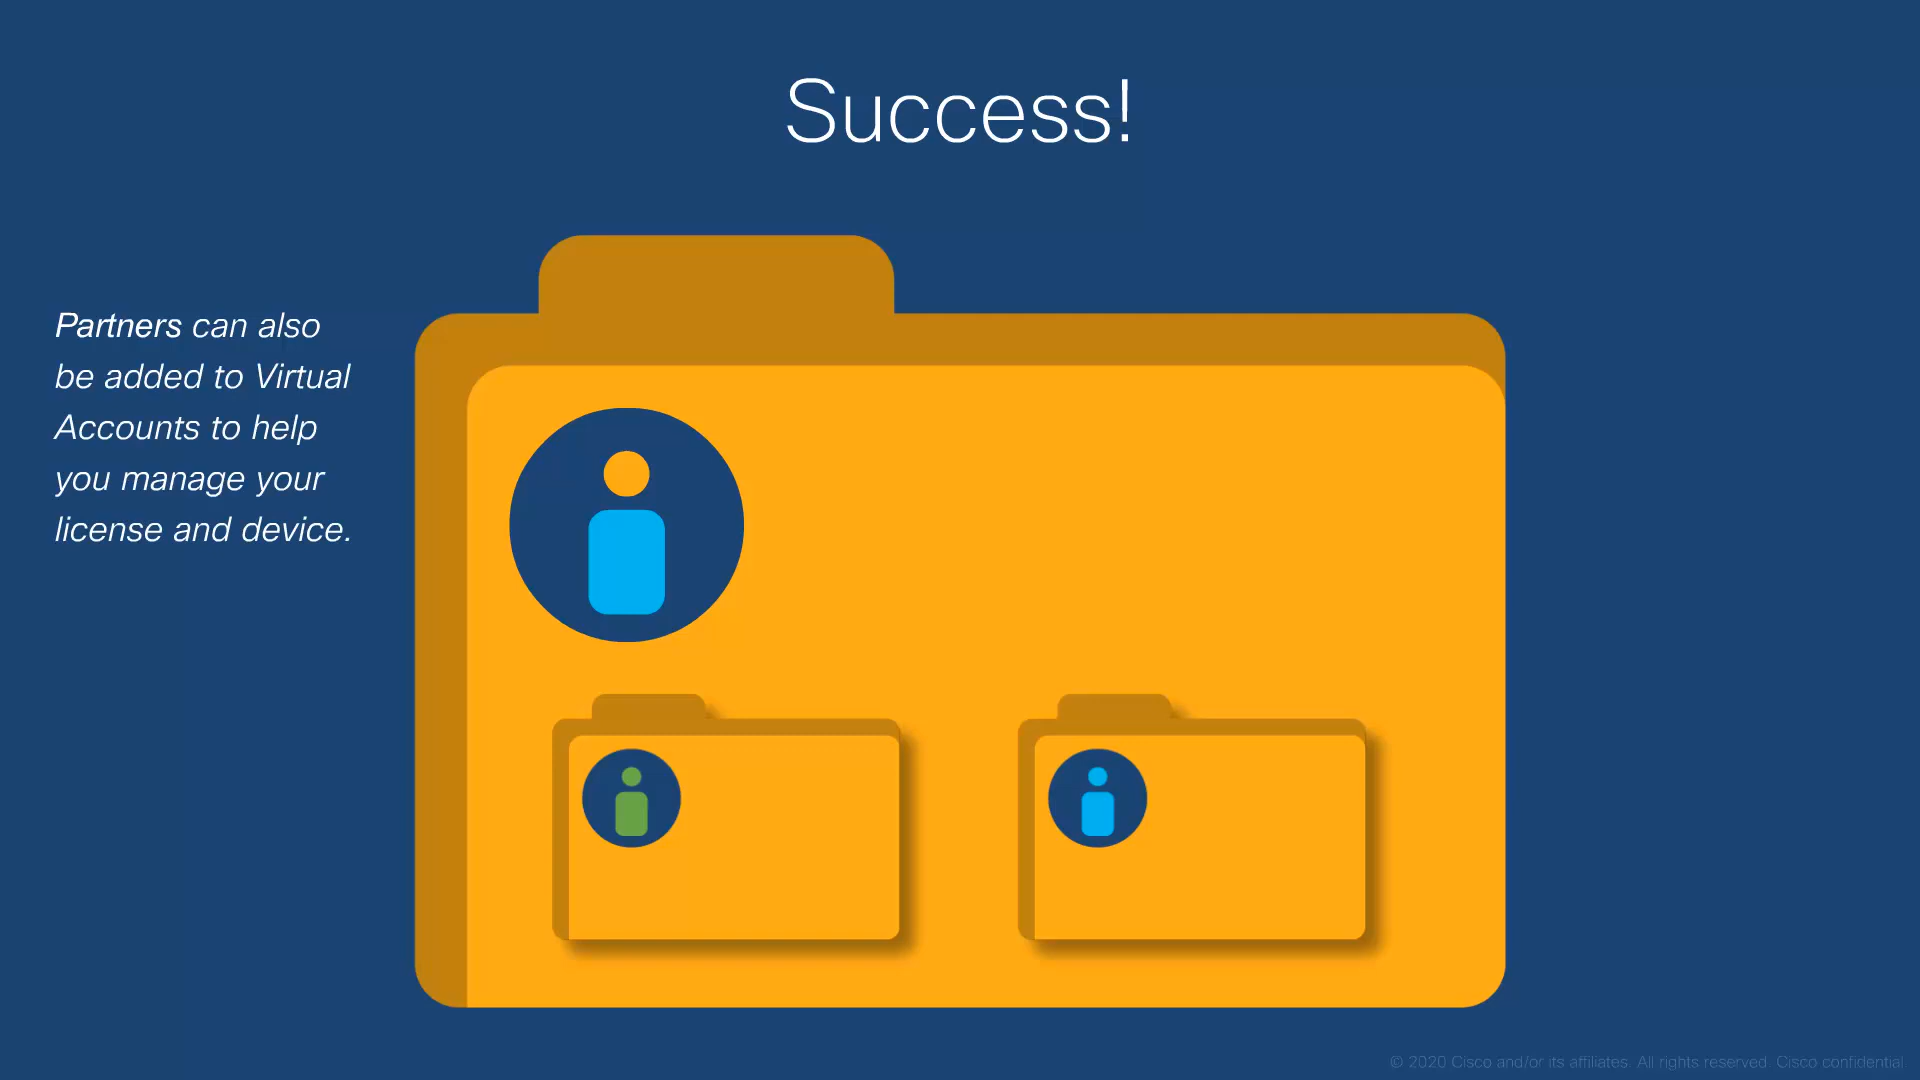 Success!
Partners can also
be added to Virtual
Accounts to help
you manage your
license and device.
© 2020 Cisco and/or its affiliates. All rights reserved. Cisco confidential